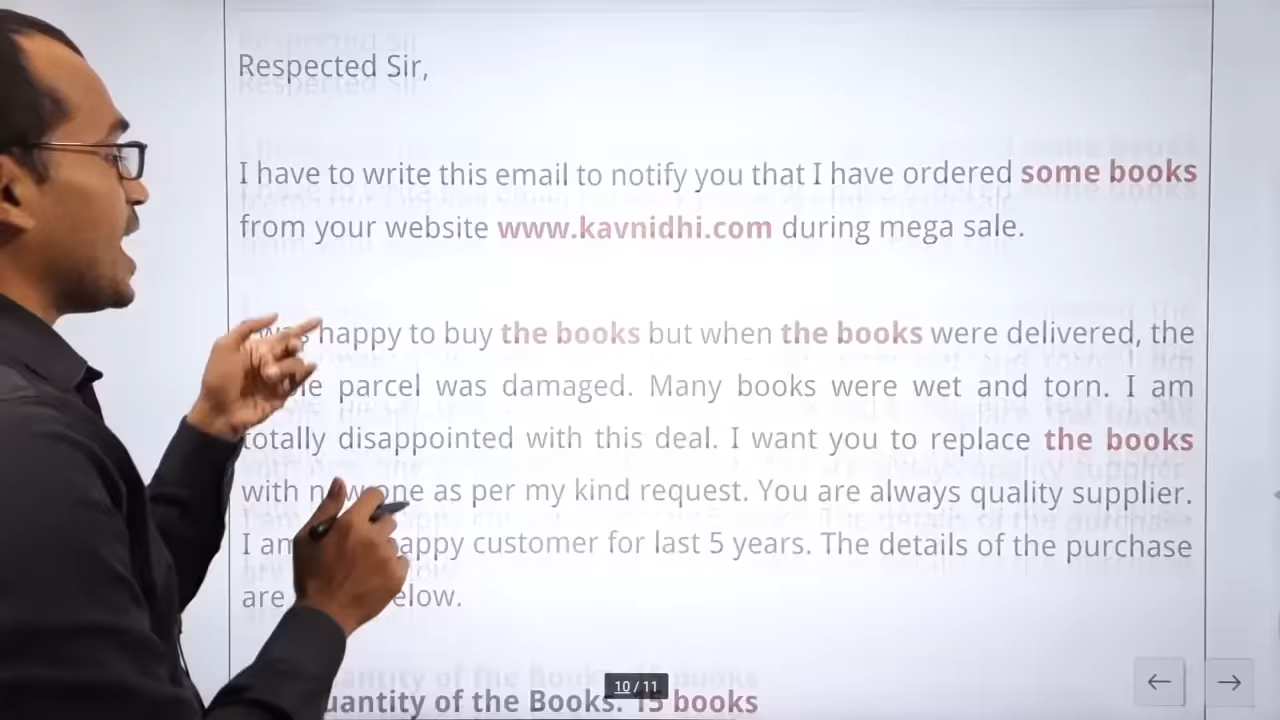 Respected Sir,
I have to write this email to notify you that I have ordered some books
from your website www.kavnidhi.com during mega sale.
happy to buy the books but when the books were delivered, the
parcel was damaged. Many books were wet and torn. I am
totally disappointed with this deal. I want you to replace the books
with new one as per my kind request. You are always quality supplier.
I am happy customer for last 5 years. The details of the purchase
are below.
Quantity of the Books: 15 books
10 / 11